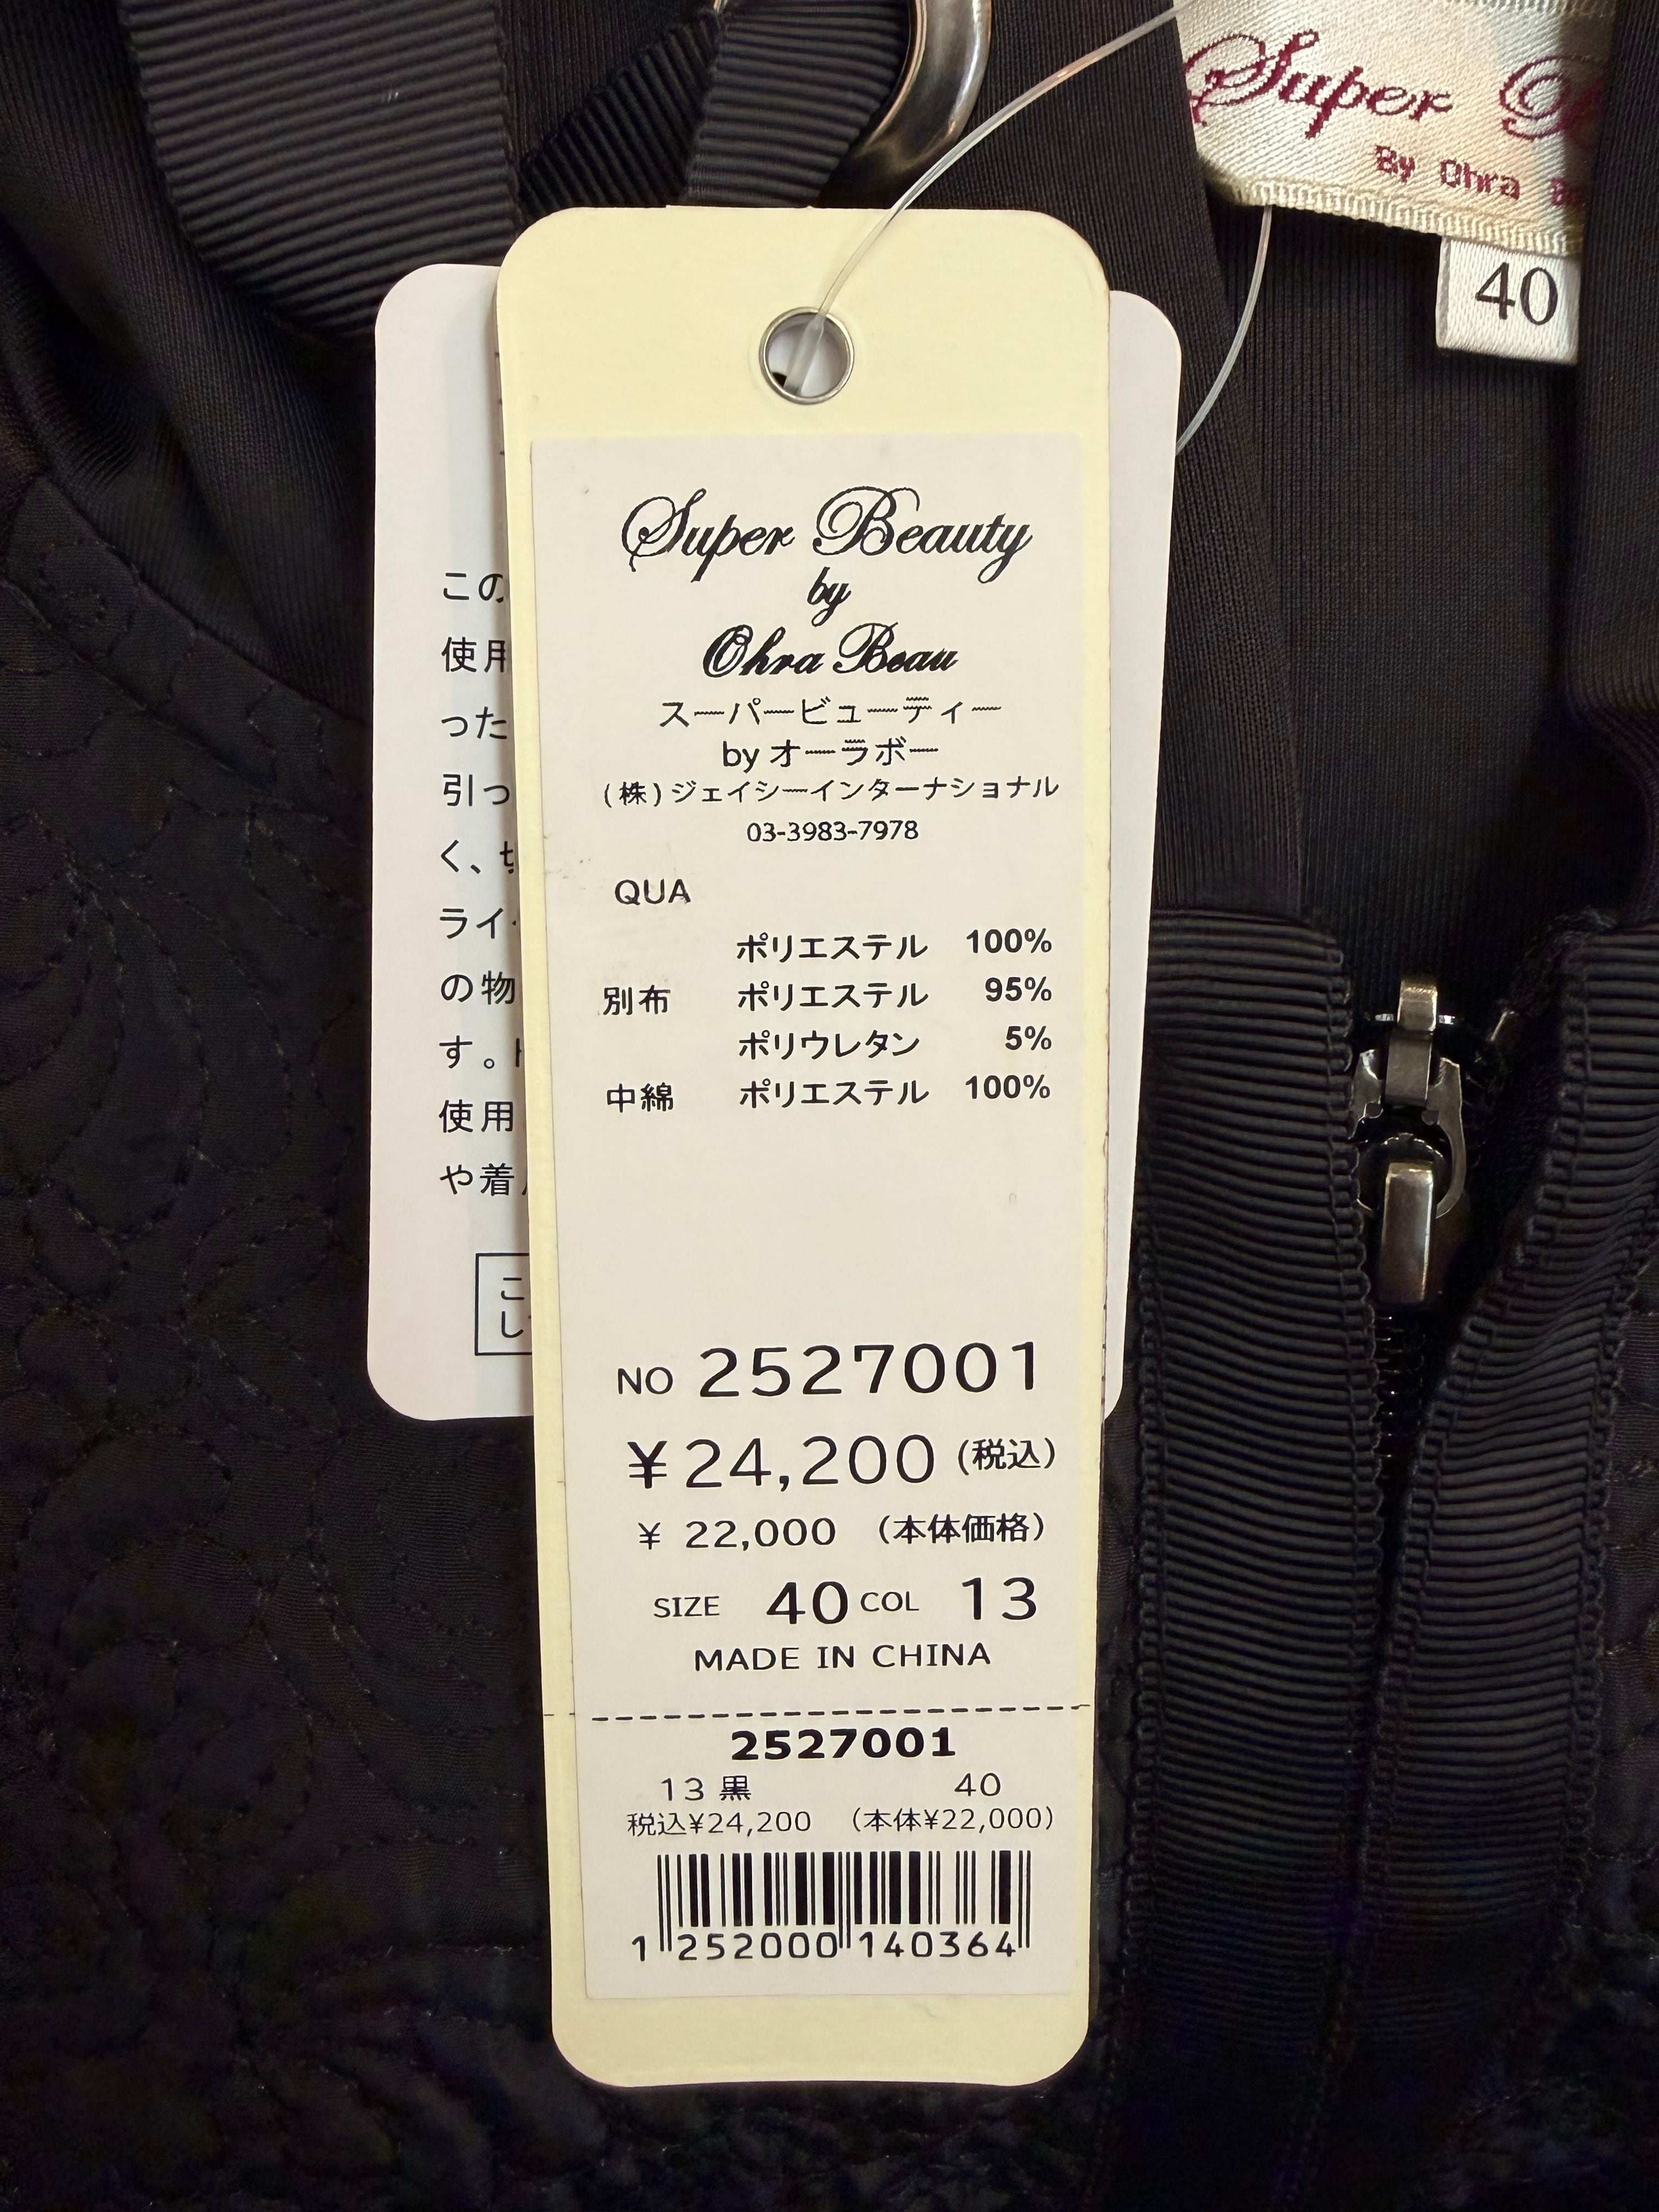 Super
By Ohra
40
Super Beauty
by
Ohra Beau
スーパービューティー
by オーラボー
(株)ジェイシーインターナショナル
03-3983-7978
QUA
ポリエステル 100%
別布 ポリエステル 95%
ポリウレタン 5%
中綿 ポリエステル 100%
NO 2527001
¥24,200 (税込)
¥ 22,000 (本体価格)
SIZE 40 COL 13
MADE IN CHINA
2527001
13 黒 40
税込¥24,200 (本体¥22,000)
1 252000 140364
この
使用
った
引っ
く、
ライ
の物
す。
使用
や着